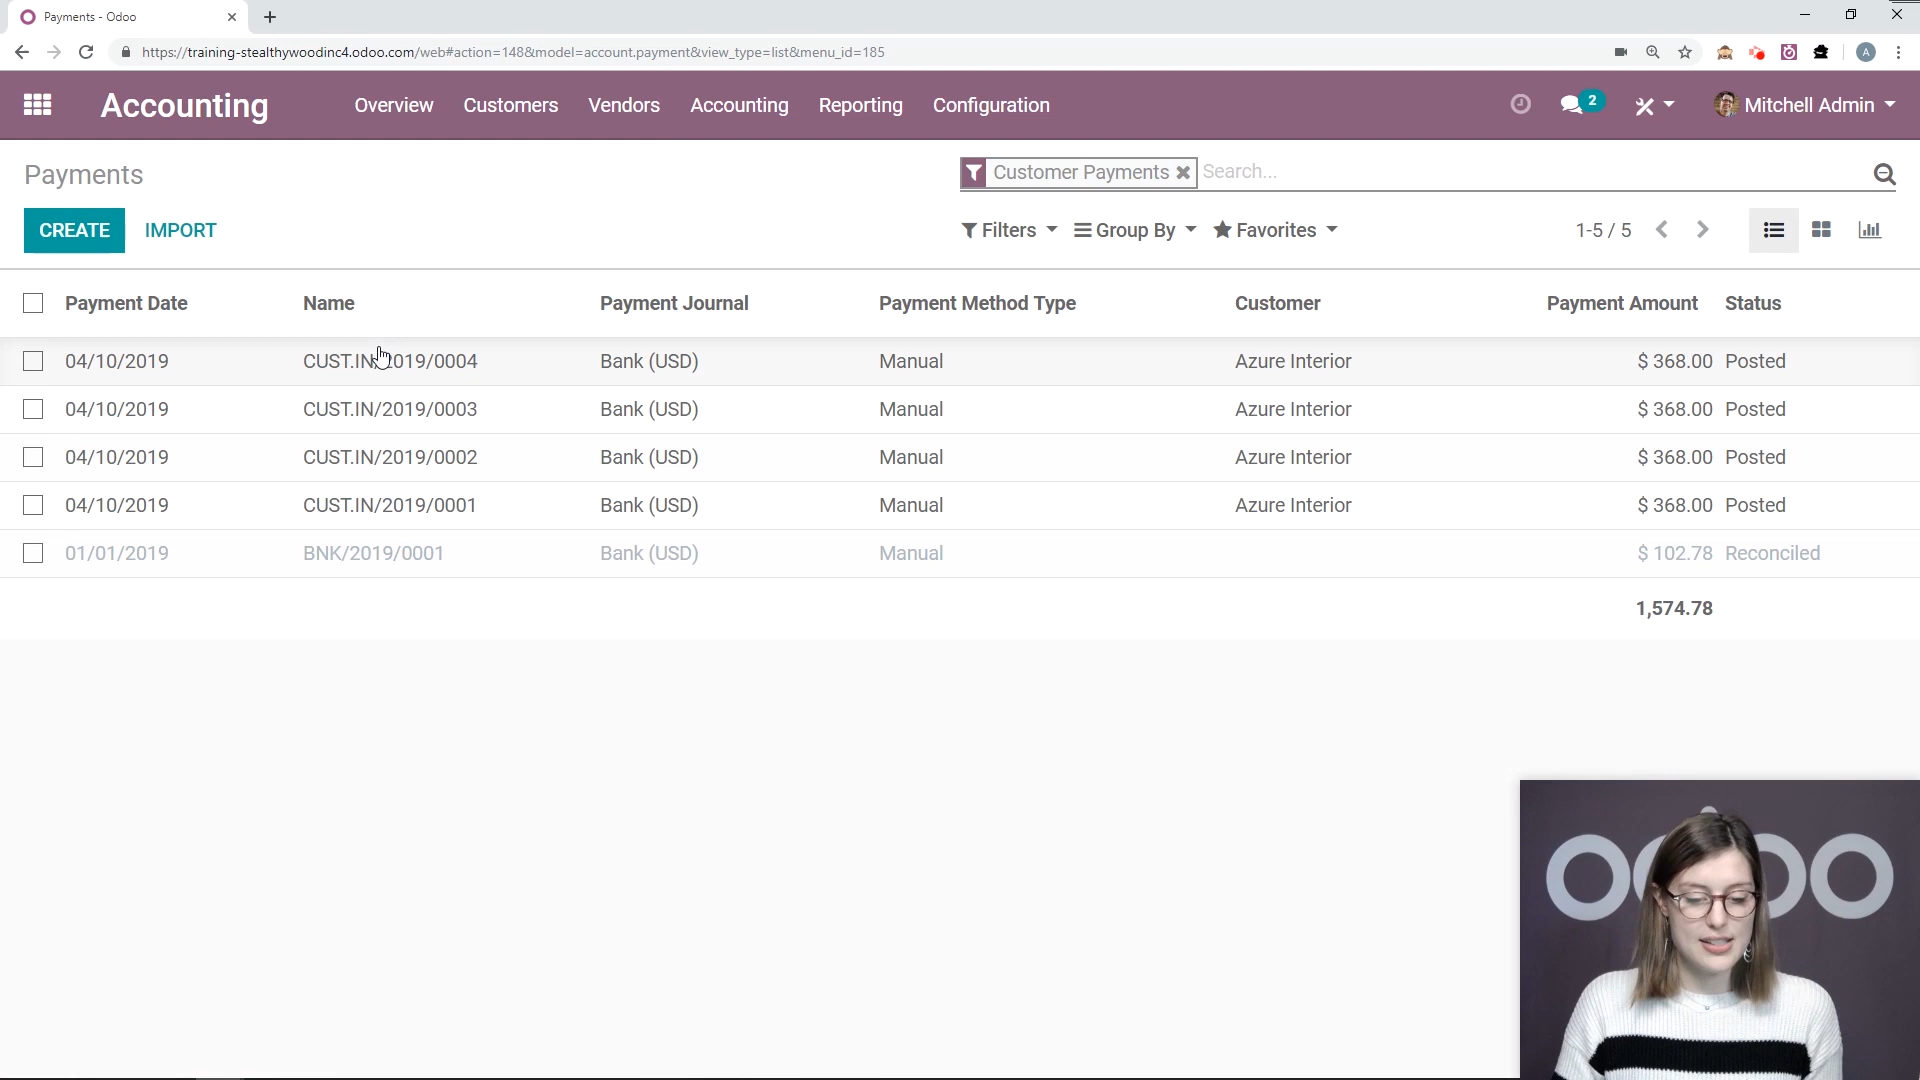 Payments - Odoo
https://training-stealthywoodinc4.odoo.com/web#action=148&model=account.payment&view_type=list&menu_id=185
A
Accounting Overview Customers Vendors Accounting Reporting Configuration 2 Mitchell Admin
Payments
Customer Payments Search...
CREATE IMPORT Filters Group By Favorites 1-5 / 5
Payment Date Name Payment Journal Payment Method Type Customer Payment Amount Status
04/10/2019 CUST.IN/2019/0004 Bank (USD) Manual Azure Interior $ 368.00 Posted
04/10/2019 CUST.IN/2019/0003 Bank (USD) Manual Azure Interior $ 368.00 Posted
04/10/2019 CUST.IN/2019/0002 Bank (USD) Manual Azure Interior $ 368.00 Posted
04/10/2019 CUST.IN/2019/0001 Bank (USD) Manual Azure Interior $ 368.00 Posted
01/01/2019 BNK/2019/0001 Bank (USD) Manual $ 102.78 Reconciled
1,574.78
odoo